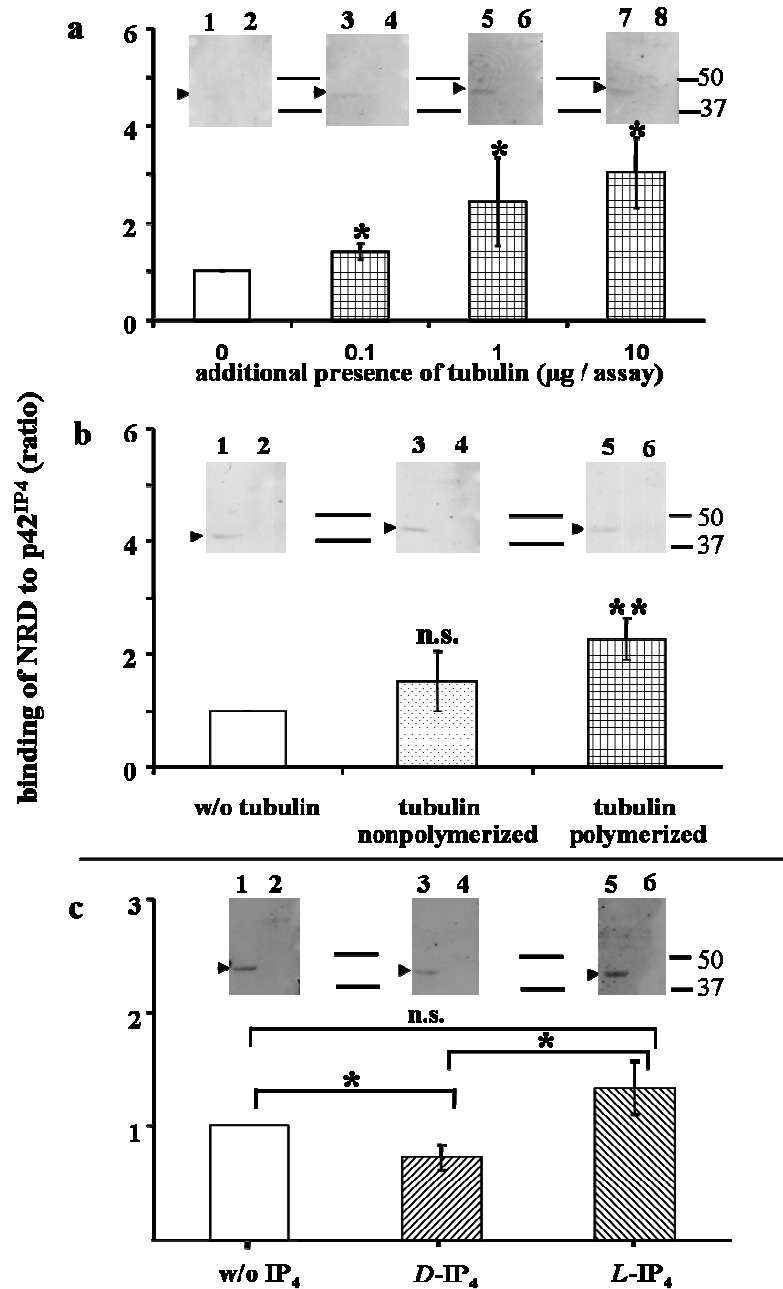 binding of NRD to p42IP4 (ratio)
a
6
4
2
0
1 2
3 4
5 6
7 8
50
37
*
*
*
0 0.1 1 10
additional presence of tubulin (µg / assay)
b
6
4
2
0
1 2
3 4
5 6
50
37
n.s.
**
w/o tubulin
tubulin
nonpolymerized
tubulin
polymerized
c
3
2
1
1 2
3 4
5 6
50
37
n.s.
*
*
w/o IP4 D-IP4 L-IP4